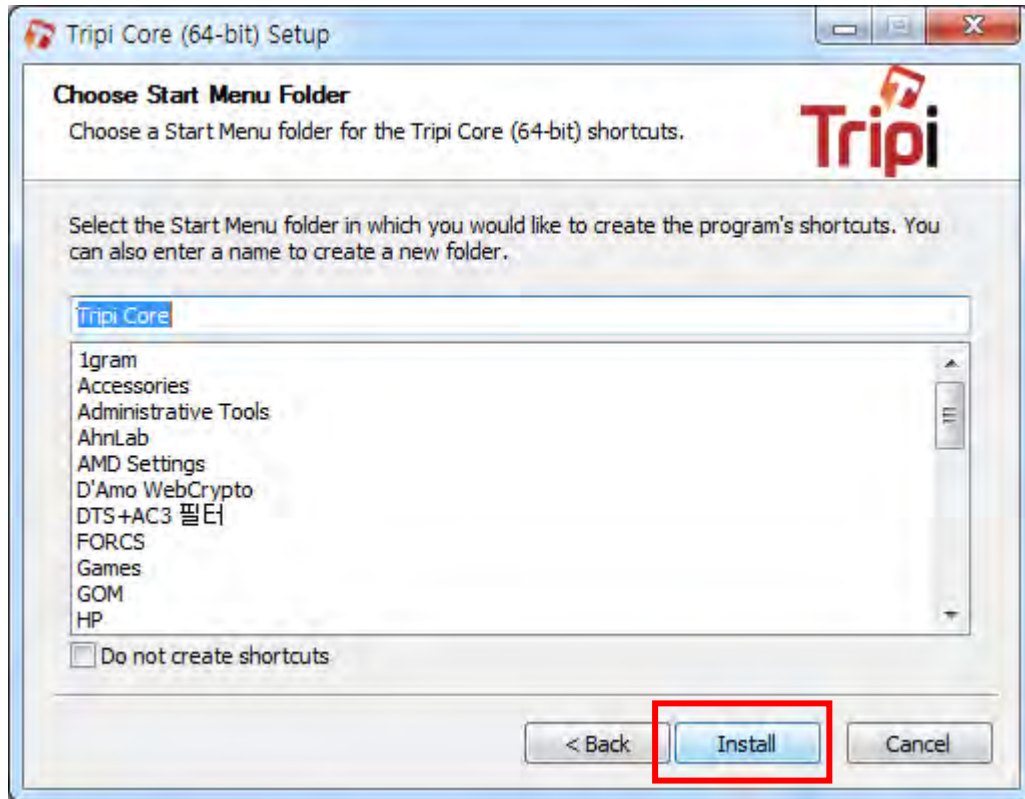 Tripi Core (64-bit) Setup
Choose Start Menu Folder
Choose a Start Menu folder for the Tripi Core (64-bit) shortcuts.
Tripi
Select the Start Menu folder in which you would like to create the program's shortcuts. You
can also enter a name to create a new folder.
Tripi Core
1gram
Accessories
Administrative Tools
AhnLab
AMD Settings
D'Amo WebCrypto
DTS+AC3 필터
FORCS
Games
GOM
HP
Do not create shortcuts
< Back
Install
Cancel